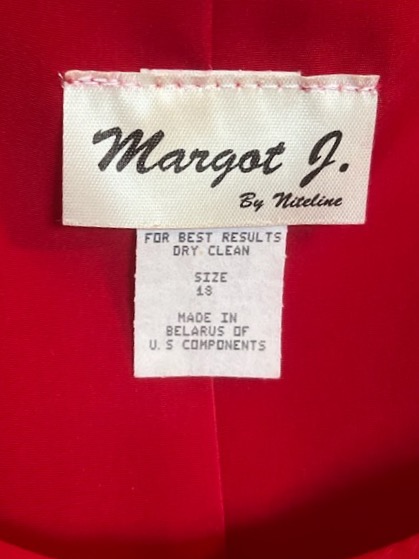 Margot J.
By Niteline
FOR BEST RESULTS
DRY CLEAN
SIZE
18
MADE IN
BELARUS OF
U.S COMPONENTS